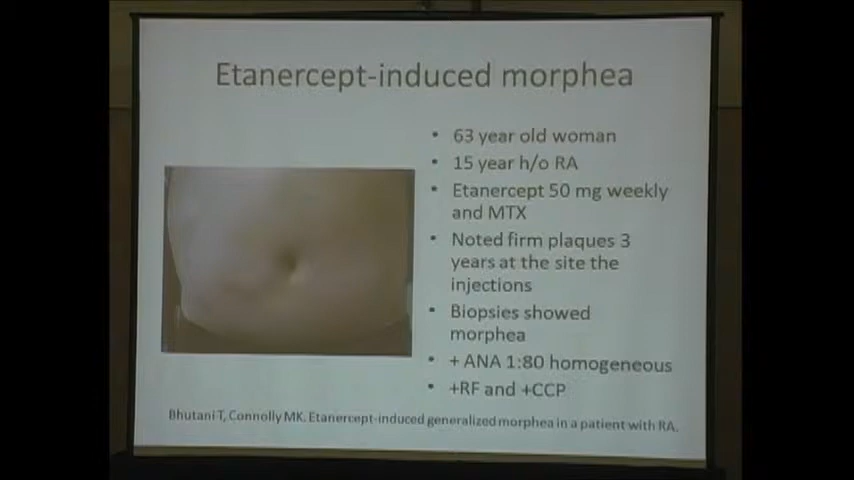 Etanercept-induced morphea
• 63 year old woman
• 15 year h/o RA
• Etanercept 50 mg weekly
and MTX
• Noted firm plaques 3
years at the site the
injections
• Biopsies showed
morphea
• + ANA 1:80 homogeneous
• +RF and +CCP
Bhutani T, Connolly MK. Etanercept-induced generalized morphea in a patient with RA.